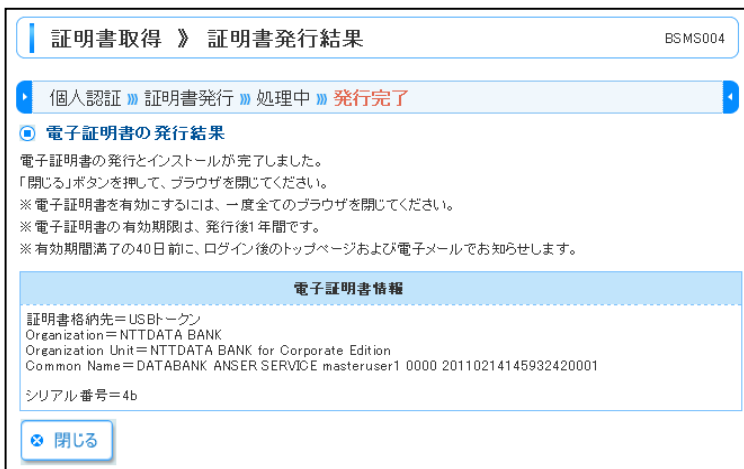 証明書取得 》 証明書発行結果
BSMS004
個人認証 》》 証明書発行 》》 処理中 》》 発行完了
電子証明書の発行結果
電子証明書の発行とインストールが完了しました。
「閉じる」ボタンを押して、ブラウザを閉じてください。
※電子証明書を有効にするには、一度全てのブラウザを閉じてください。
※電子証明書の有効期限は、発行後1年間です。
※有効期間満了の40日前に、ログイン後のトップページおよび電子メールでお知らせします。
電子証明書情報
証明書格納先=USBトークン
Organization=NTTDATA BANK
Organization Unit=NTTDATA BANK for Corporate Edition
Common Name=DATABANK ANSER SERVICE masteruser1 0000 20110214145932420001
シリアル番号=4b
閉じる